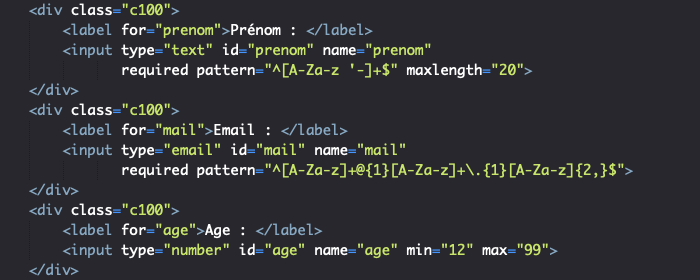 <div class="c100">
<label for="prenom">Prénom : </label>
<input type="text" id="prenom" name="prenom"
required pattern="^[A-Za-z '-]+$" maxlength="20">
</div>
<div class="c100">
<label for="mail">Email : </label>
<input type="email" id="mail" name="mail"
required pattern="^[A-Za-z]+@{1}[A-Za-z]+\.{1}[A-Za-z]{2,}$">
</div>
<div class="c100">
<label for="age">Age : </label>
<input type="number" id="age" name="age" min="12" max="99">
</div>